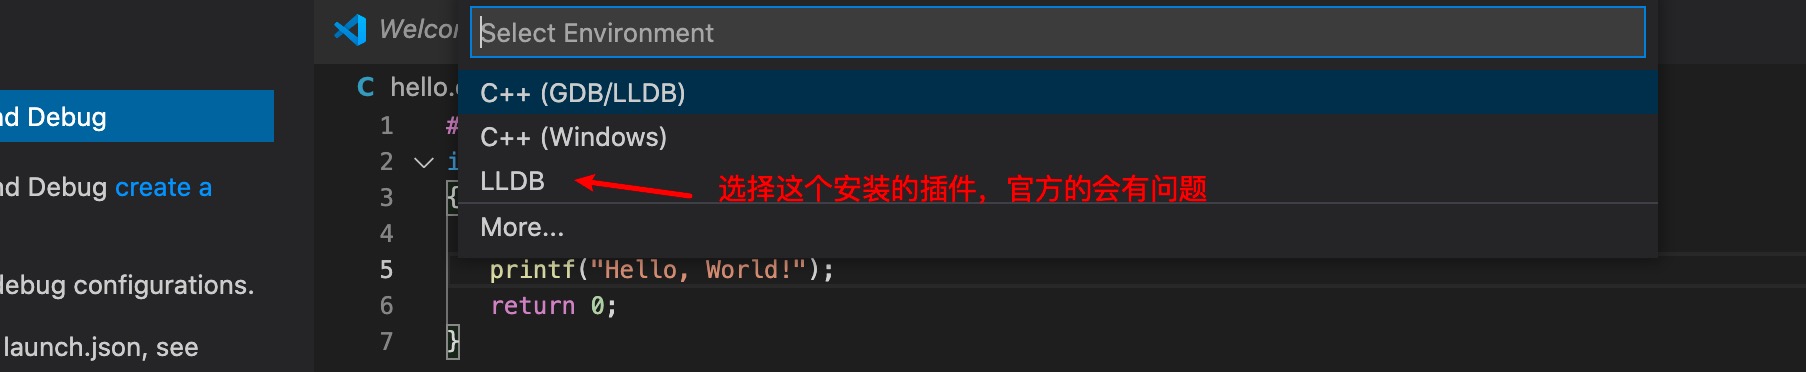 Welcom
Select Environment
C++ (GDB/LLDB)
C++ (Windows)
LLDB
选择这个安装的插件，官方的会有问题
More...
nd Debug
nd Debug create a
debug configurations.
launch.json, see
C hello.c
1 #
2 i
3 {
4
5 printf("Hello, World!");
6 return 0;
7 }